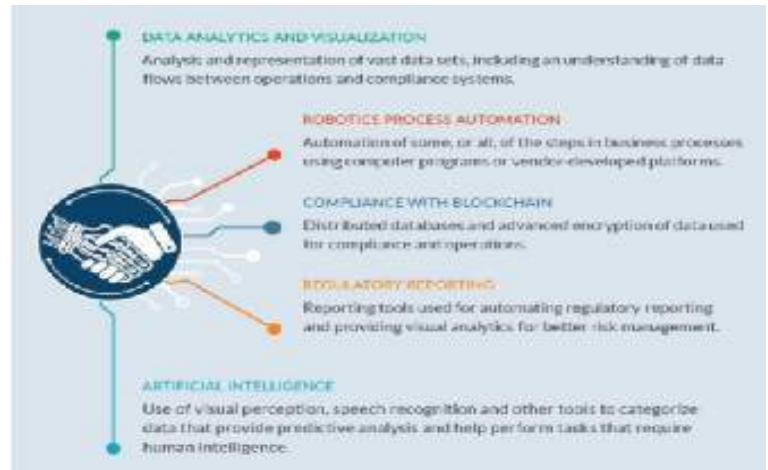 DATA ANALYTICS AND VISUALIZATION
Analysis and representation of vast data sets, including an understanding of data
flows between operations and compliance systems.
ROBOTICS PROCESS AUTOMATION
Automation of some, or all, of the steps in business processes
using computer programs or vendor-developed platforms.
COMPLIANCE WITH BLOCKCHAIN
Distributed databases and advanced encryption of data used
for compliance and operations.
REGULATORY REPORTING
Reporting tools used for automating regulatory reporting
and providing visual analytics for better risk management.
ARTIFICIAL INTELLIGENCE
Use of visual perception, speech recognition and other tools to categorize
data that provide predictive analysis and help perform tasks that require
human intelligence.